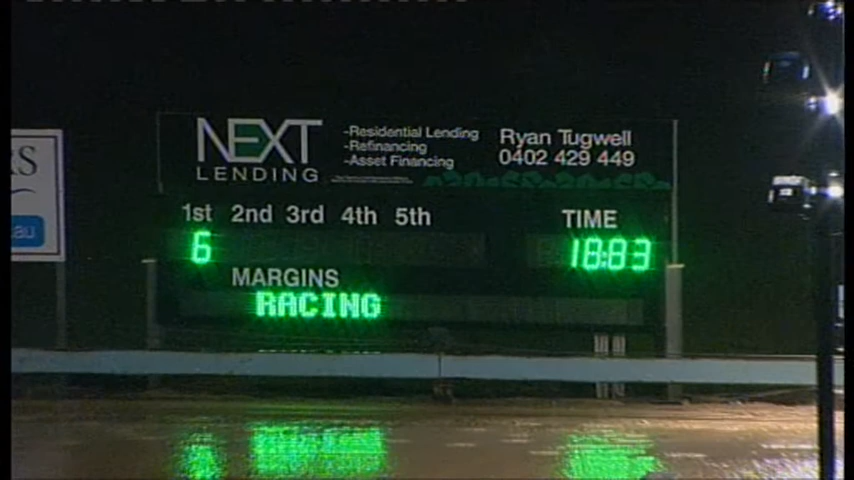 NEXT
LENDING
-Residential Lending
-Refinancing
-Asset Financing
Ryan Tugwell
0402 429 449
1st 2nd 3rd 4th 5th
TIME
6
18:83
MARGINS
RACING
au